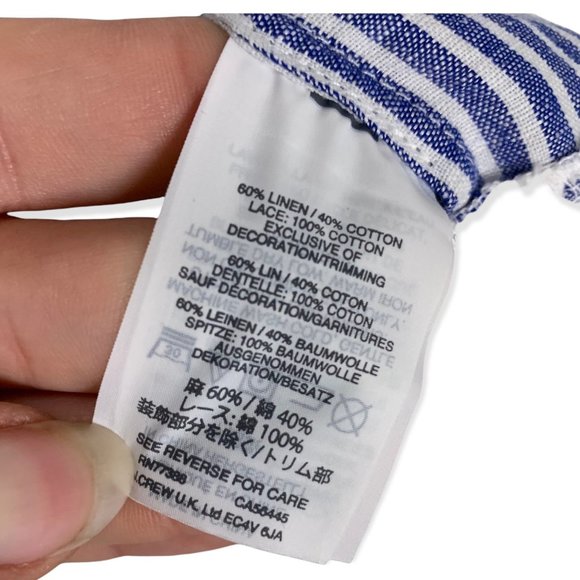 60% LINEN / 40% COTTON
LACE: 100% COTTON
EXCLUSIVE OF
DECORATION/TRIMMING
60% LIN / 40% COTON
DENTELLE: 100% COTON
SAUF DÉCORATION/GARNITURES
60% LEINEN / 40% BAUMWOLLE
SPITZE: 100% BAUMWOLLE
AUSGENOMMEN
DEKORATION/BESATZ
麻 60% / 綿 40%
レース: 綿 100%
装飾部分を除く/トリム部
SEE REVERSE FOR CARE
RN77388 CA56445
.CREW U.K. Ltd EC4V 6JA